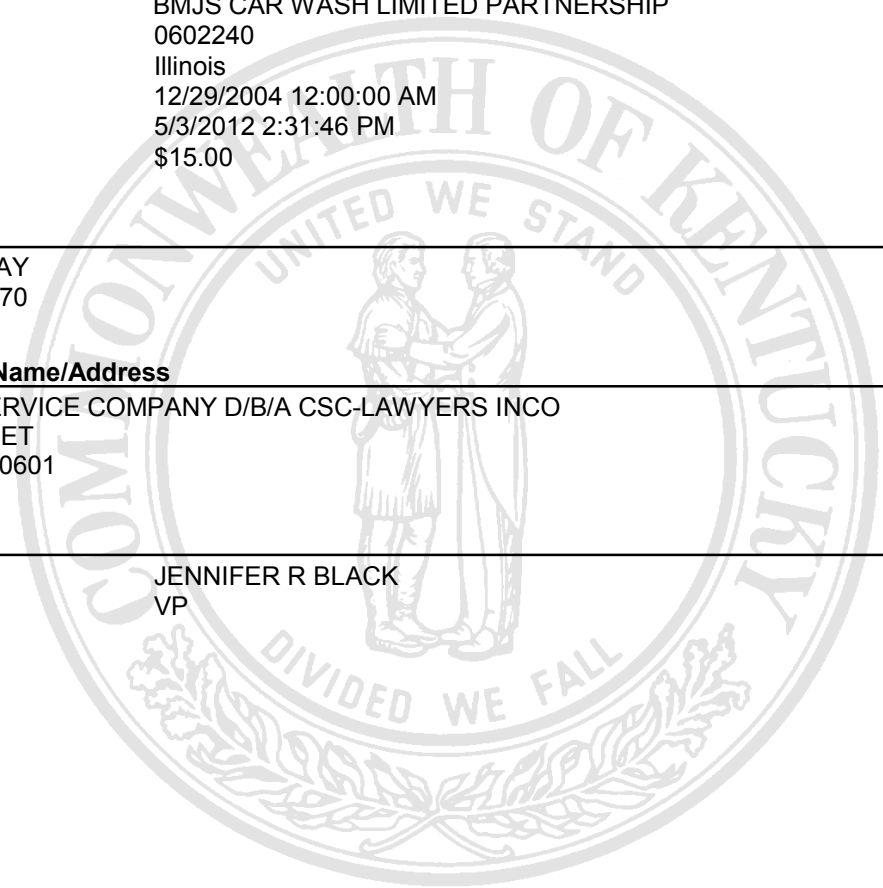 BMJS CAR WASH LIMITED PARTNERSHIP
0602240
Illinois
12/29/2004 12:00:00 AM
5/3/2012 2:31:46 PM
$15.00
COMMONWEALTH OF KENTUCKY
UNITED WE STAND
AY
70
Name/Address
ERVICE COMPANY D/B/A CSC-LAWYERS INCO
ET
0601
JENNIFER R BLACK
VP
DIVIDED WE FALL